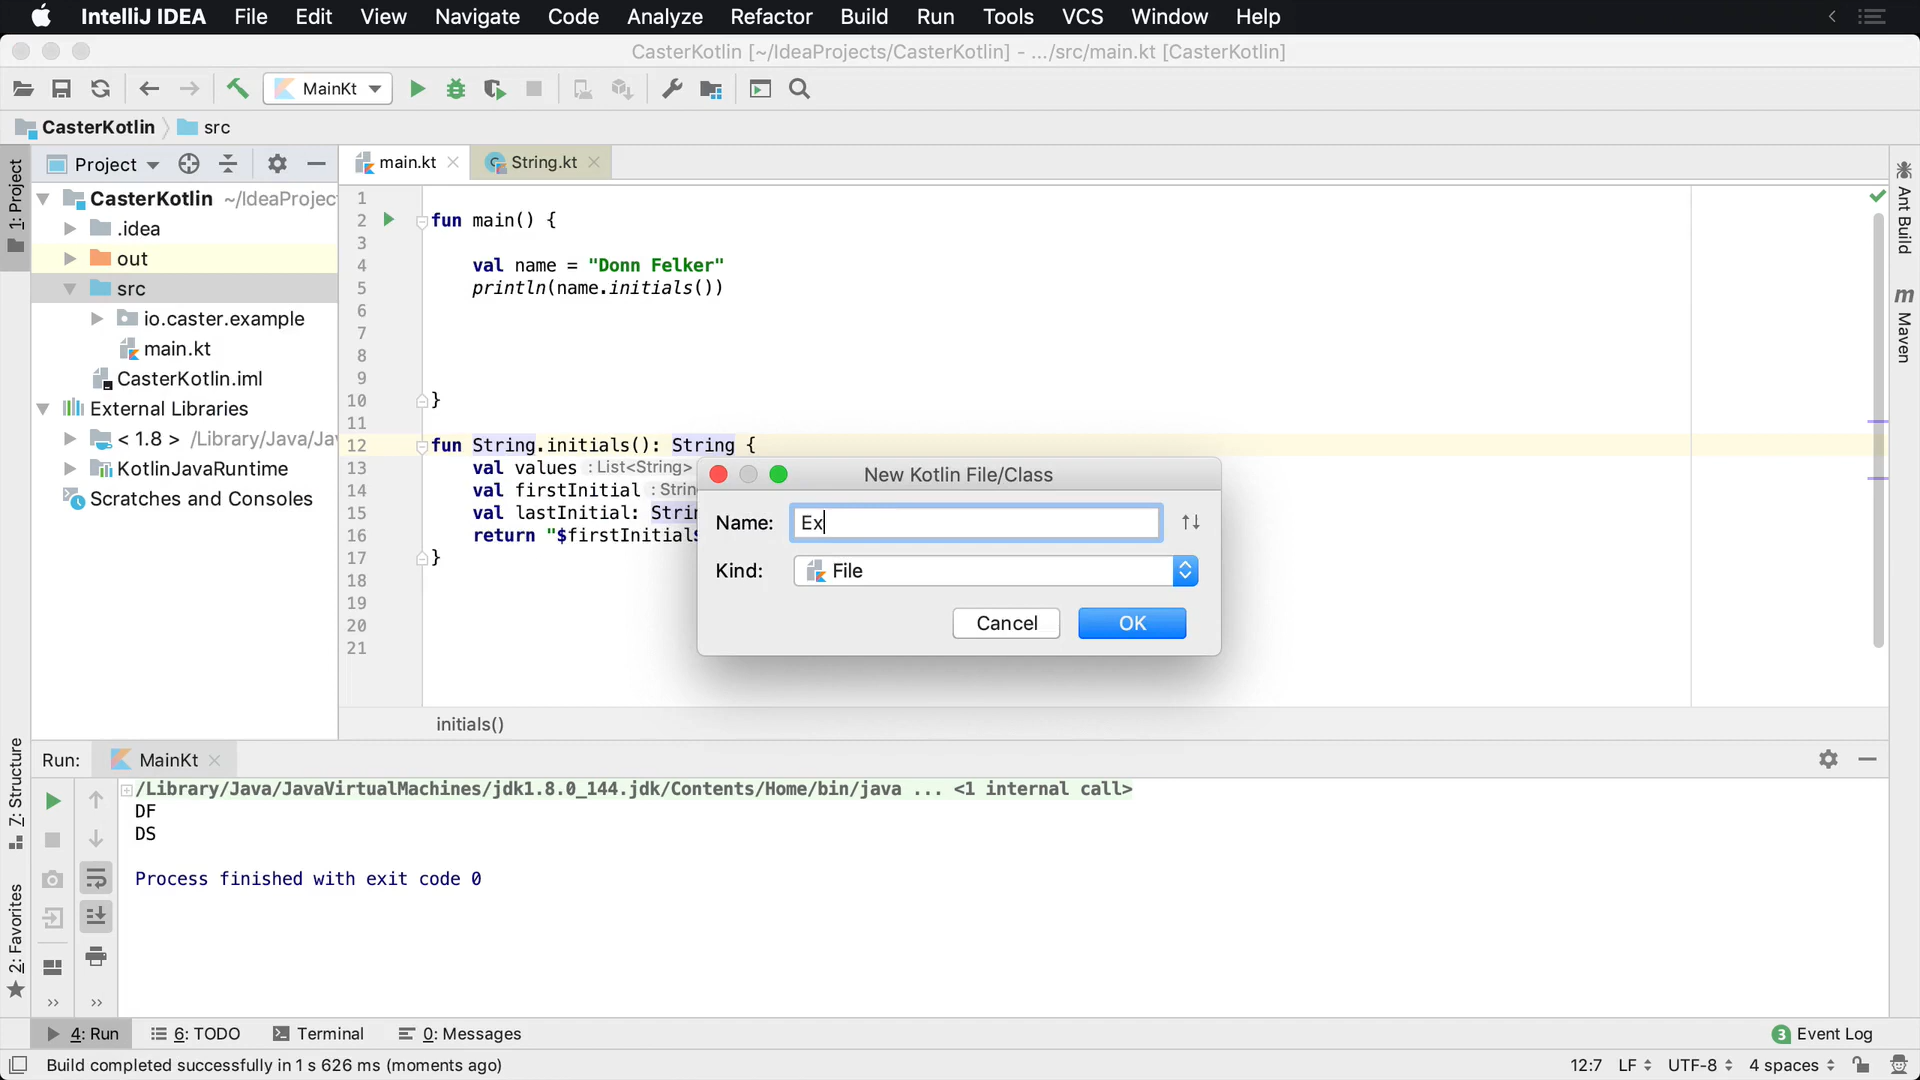 IntelliJ IDEA File Edit View Navigate Code Analyze Refactor Build Run Tools VCS Window Help
CasterKotlin [~/IdeaProjects/CasterKotlin] - .../src/main.kt [CasterKotlin]
MainKt
CasterKotlin src
1: Project
Project
main.kt
String.kt
CasterKotlin ~/IdeaProjec
.idea
out
src
io.caster.example
main.kt
CasterKotlin.iml
External Libraries
< 1.8 > /Library/Java/Ja
KotlinJavaRuntime
Scratches and Consoles
1
2 fun main() {
3
4 val name = "Donn Felker"
5 println(name.initials())
6
7
8
9
10 }
11
12 fun String.initials(): String {
13 val values : List<String>
14 val firstInitial : Strin
15 val lastInitial: Strin
16 return "$firstInitial
17 }
18
19
20
21
initials()
New Kotlin File/Class
Name: Ex
Kind: File
Cancel OK
Ant Build
m Maven
Run: MainKt
/Library/Java/JavaVirtualMachines/jdk1.8.0_144.jdk/Contents/Home/bin/java ... <1 internal call>
DF
DS
Process finished with exit code 0
Z: Structure
2: Favorites
4: Run 6: TODO Terminal 0: Messages 3 Event Log
Build completed successfully in 1 s 626 ms (moments ago) 12:7 LF UTF-8 4 spaces